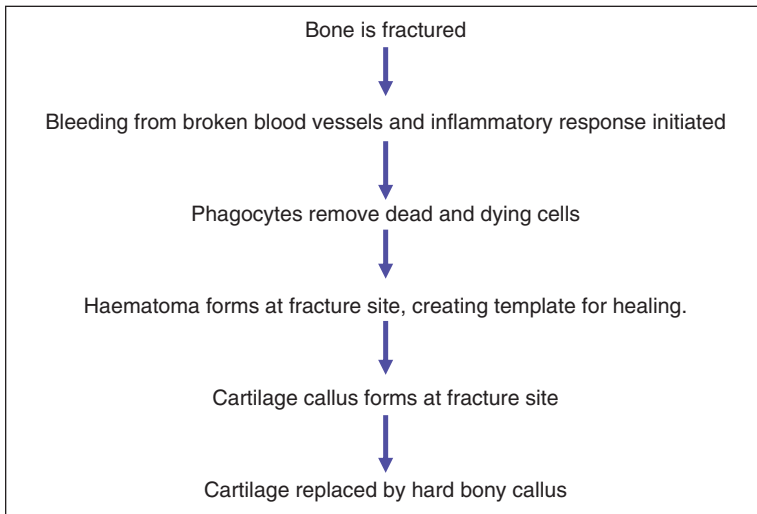 Bone is fractured
Bleeding from broken blood vessels and inflammatory response initiated
Phagocytes remove dead and dying cells
Haematoma forms at fracture site, creating template for healing.
Cartilage callus forms at fracture site
Cartilage replaced by hard bony callus